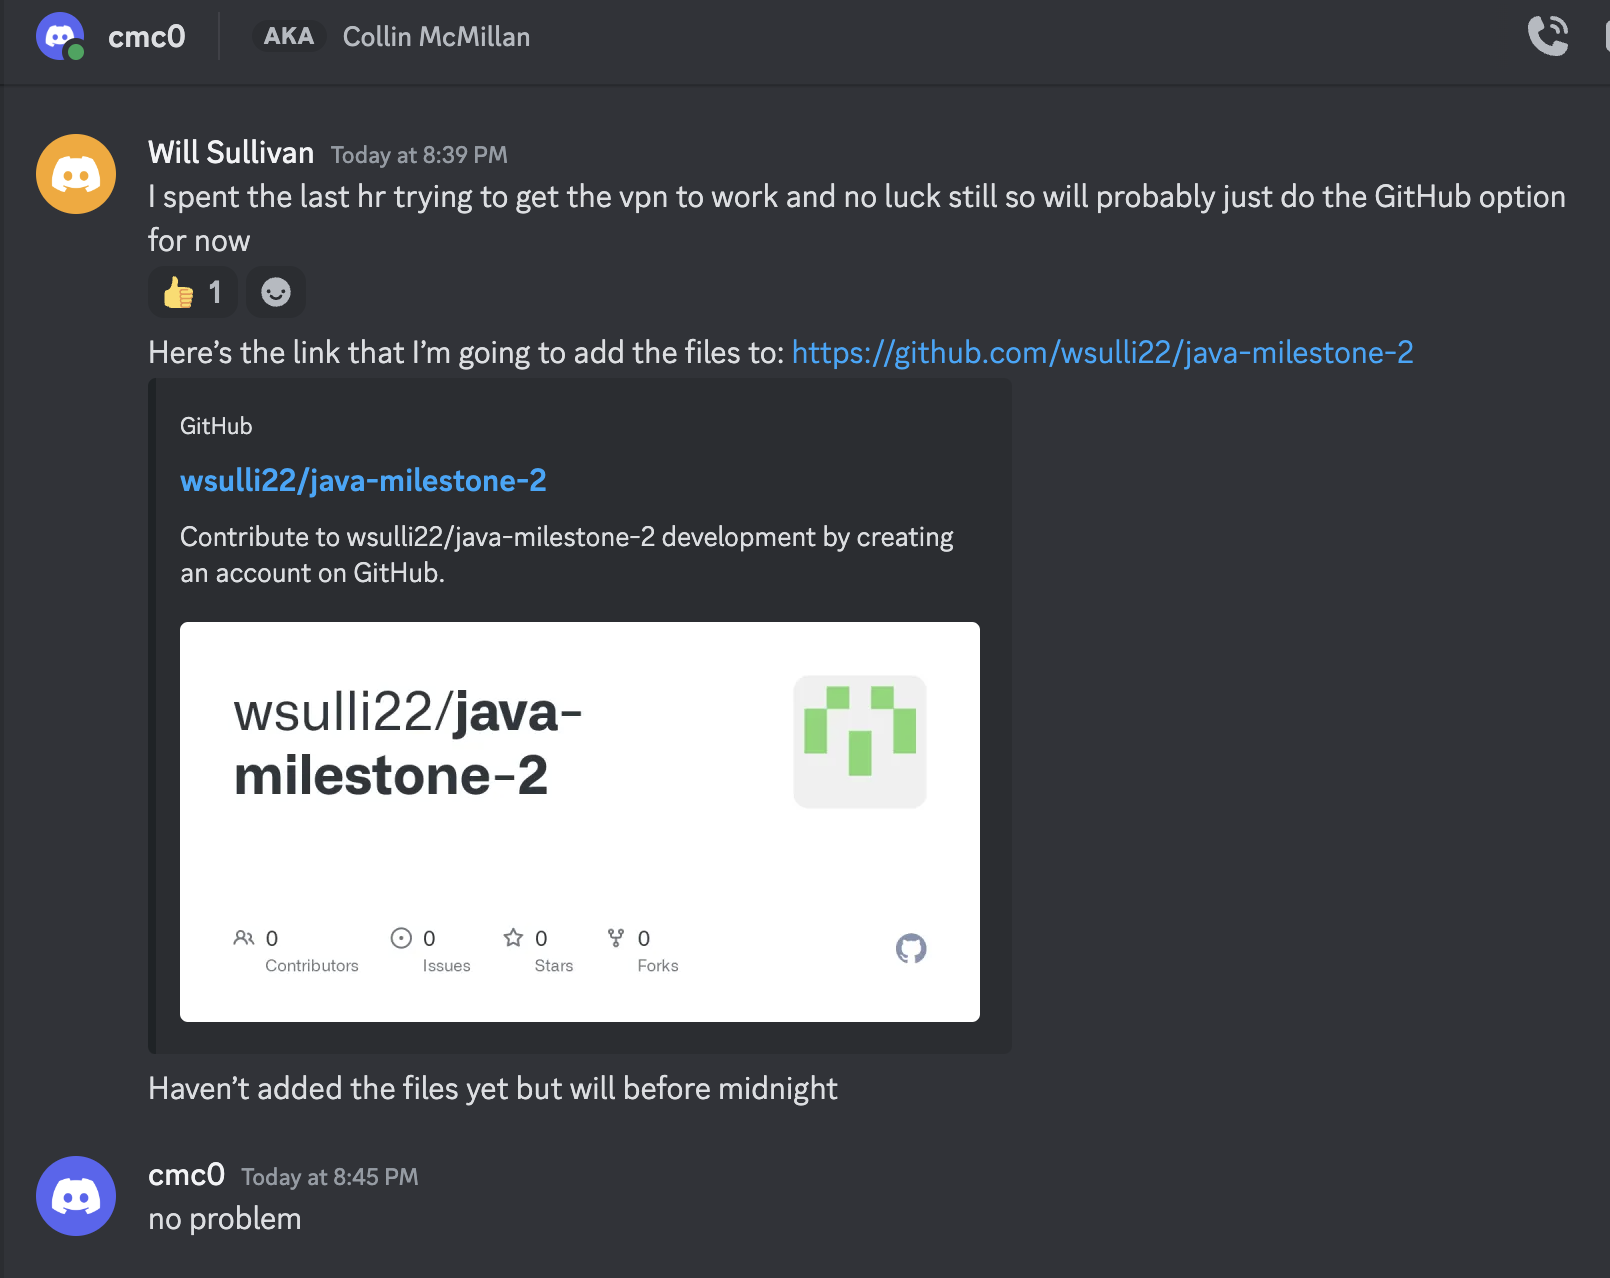 cmc0 AKA Collin McMillan
Will Sullivan Today at 8:39 PM
I spent the last hr trying to get the vpn to work and no luck still so will probably just do the GitHub option
for now
👍 1
Here’s the link that I’m going to add the files to: https://github.com/wsulli22/java-milestone-2
GitHub
wsulli22/java-milestone-2
Contribute to wsulli22/java-milestone-2 development by creating
an account on GitHub.
wsulli22/java-
milestone-2
0 0 0 0
Contributors Issues Stars Forks
Haven’t added the files yet but will before midnight
cmc0 Today at 8:45 PM
no problem